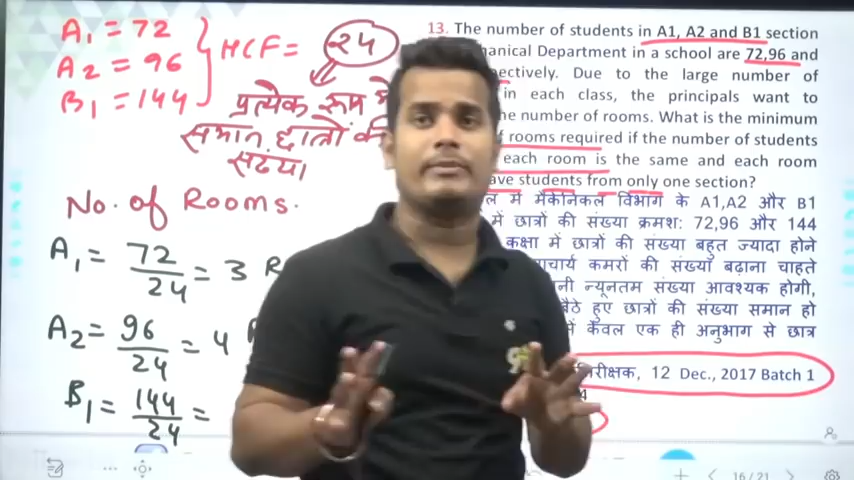 A₁ = 72
A₂ = 96
B₁ = 144
HCF =
24
प्रत्येक रूम में
समान छात्रों की
संख्या
No. of Rooms.
A₁ = 72/24 = 3 R
A₂ = 96/24 = 4
B₁ = 144/24 =
13. The number of students in A1, A2 and B1 section
hanical Department in a school are 72,96 and
pectively. Due to the large number of
in each class, the principals want to
he number of rooms. What is the minimum
f rooms required if the number of students
each room is the same and each room
ave students from only one section?
ल में मैकेनिकल विभाग के A1,A2 और B1
में छात्रों की संख्या क्रमश: 72,96 और 144
कक्षा में छात्रों की संख्या बहुत ज्यादा होने
चार्य कमरों की संख्या बढ़ाना चाहते
नी न्यूनतम संख्या आवश्यक होगी,
बैठे हुए छात्रों की संख्या समान हो
में केवल एक ही अनुभाग से छात्र
निरीक्षक, 12 Dec., 2017 Batch 1
4
16/21